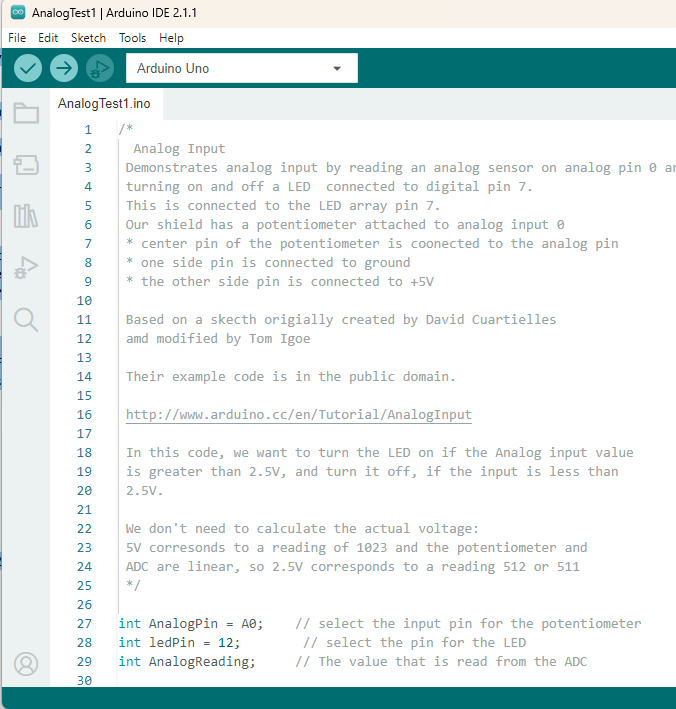 AnalogTest1 | Arduino IDE 2.1.1
File Edit Sketch Tools Help
Arduino Uno
AnalogTest1.ino
1 /*
2 Analog Input
3 Demonstrates analog input by reading an analog sensor on analog pin 0 an
4 turning on and off a LED  connected to digital pin 7.
5 This is connected to the LED array pin 7.
6 Our shield has a potentiometer attached to analog input 0
7 * center pin of the potentiometer is coonected to the analog pin
8 * one side pin is connected to ground
9 * the other side pin is connected to +5V
10
11 Based on a skecth origially created by David Cuartielles
12 amd modified by Tom Igoe
13
14 Their example code is in the public domain.
15
16 http://www.arduino.cc/en/Tutorial/AnalogInput
17
18 In this code, we want to turn the LED on if the Analog input value
19 is greater than 2.5V, and turn it off, if the input is less than
20 2.5V.
21
22 We don't need to calculate the actual voltage:
23 5V corresonds to a reading of 1023 and the potentiometer and
24 ADC are linear, so 2.5V corresponds to a reading 512 or 511
25 */
26
27 int AnalogPin = A0;    // select the input pin for the potentiometer
28 int ledPin = 12;        // select the pin for the LED
29 int AnalogReading;     // The value that is read from the ADC
30